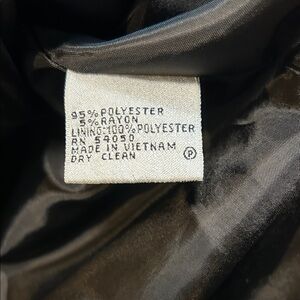 95% POLYESTER
5% RAYON
LINING:100% POLYESTER
RN 54050
MADE IN VIETNAM
DRY CLEAN Ⓟ